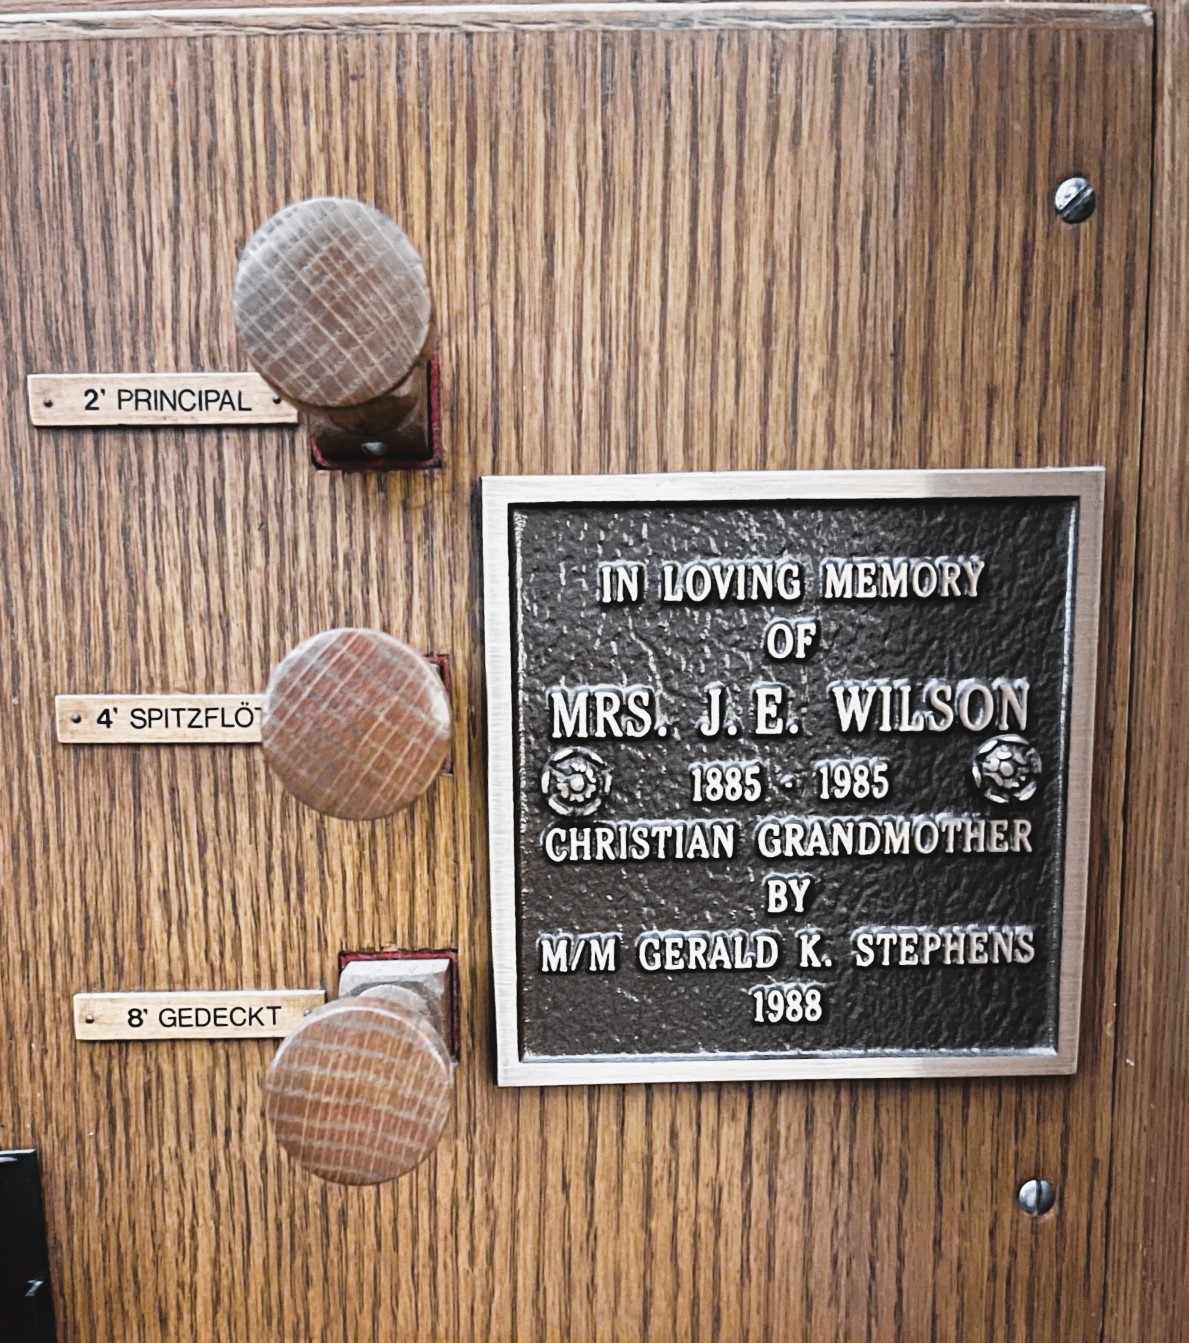 2' PRINCIPAL
4' SPITZFLÖT
8' GEDECKT
IN LOVING MEMORY
OF
MRS. J. E. WILSON
1885 - 1985
CHRISTIAN GRANDMOTHER
BY
M/M GERALD K. STEPHENS
1988